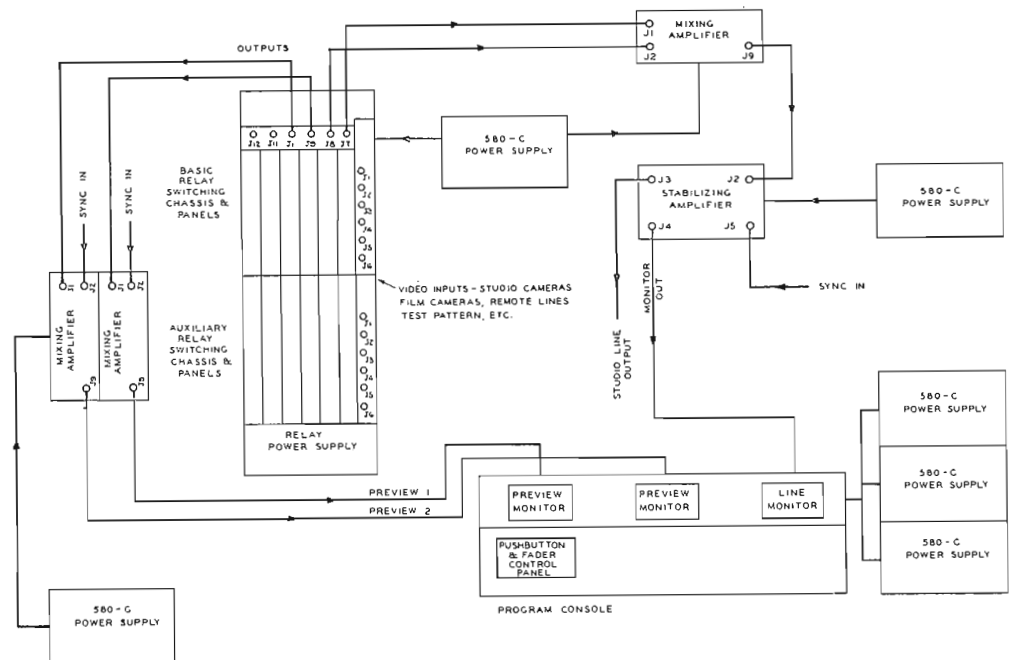 MIXING
AMPLIFIER
J1
J2
J9
OUTPUTS
580-C
POWER SUPPLY
J12
J11
J1
J9
J8
J7
BASIC
RELAY
SWITCHING
CHASSIS &
PANELS
SYNC IN
SYNC IN
J1
J2
J3
J4
J5
J6
J3
J2
STABILIZING
AMPLIFIER
J4
J5
580-C
POWER SUPPLY
SYNC IN
MONITOR
OUT
STUDIO LINE
OUTPUT
VIDEO INPUTS - STUDIO CAMERAS
FILM CAMERAS, REMOTE LINES
TEST PATTERN, ETC.
J1
J2
J1
J2
MIXING
AMPLIFIER
MIXING
AMPLIFIER
J9
J9
AUXILIARY
RELAY
SWITCHING
CHASSIS &
PANELS
J1
J2
J3
J4
J5
J6
RELAY
POWER SUPPLY
PREVIEW 1
PREVIEW 2
PREVIEW
MONITOR
PREVIEW
MONITOR
LINE
MONITOR
PUSHBUTTON
& FADER
CONTROL
PANEL
PROGRAM CONSOLE
580-C
POWER SUPPLY
580-C
POWER SUPPLY
580-C
POWER SUPPLY
580-C
POWER SUPPLY